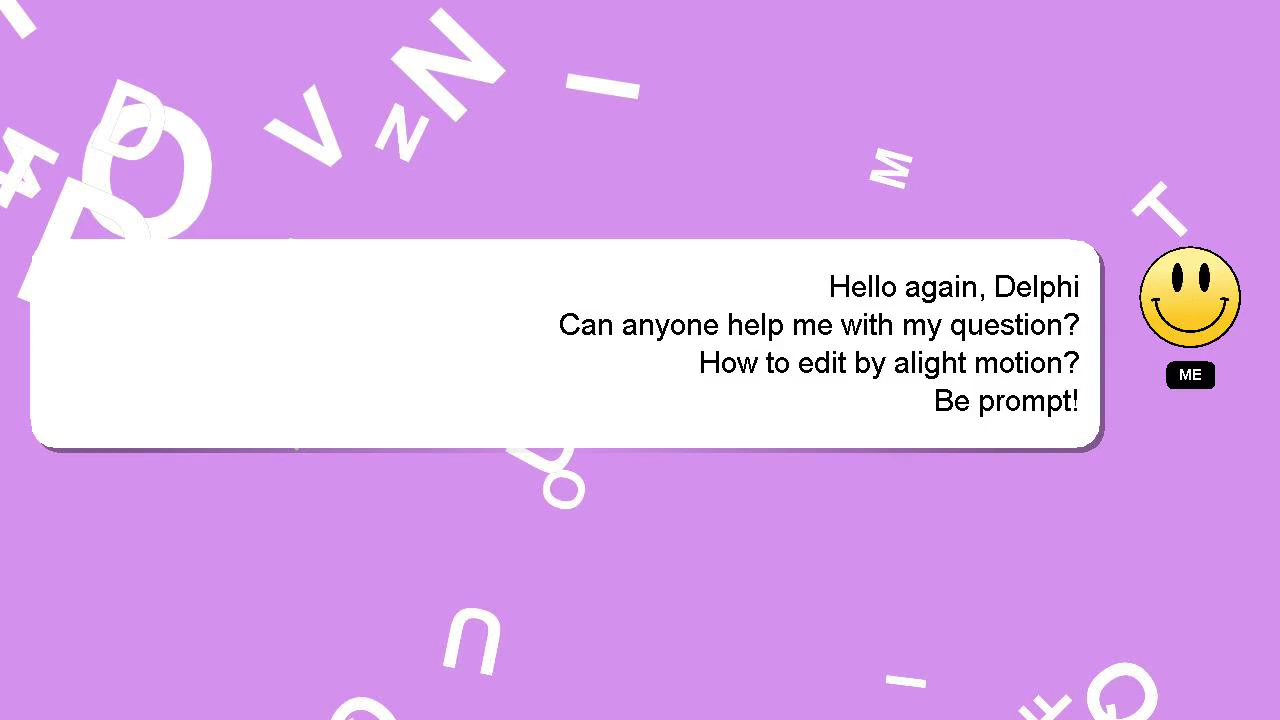 Hello again, Delphi
Can anyone help me with my question?
How to edit by alight motion?
Be prompt!
ME